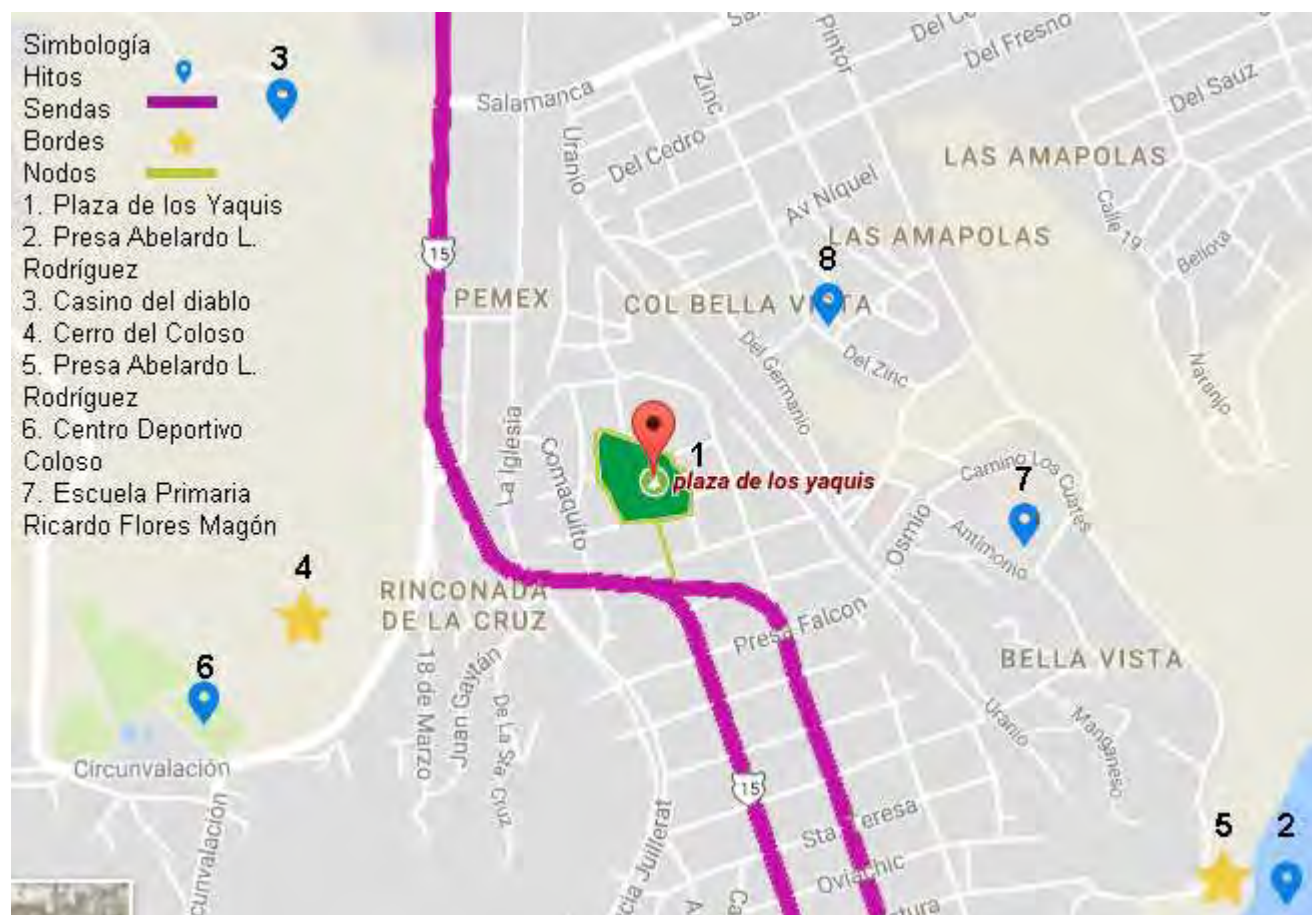 Simbología
Hitos
Sendas
Bordes
Nodos
1. Plaza de los Yaquis
2. Presa Abelardo L.
Rodríguez
3. Casino del diablo
4. Cerro del Coloso
5. Presa Abelardo L.
Rodríguez
6. Centro Deportivo
Coloso
7. Escuela Primaria
Ricardo Flores Magón
3
Salamanca
Uranio
Zinc
Pintor
Del Fresno
Del Cedro
Del Sauz
LAS AMAPOLAS
Av Níquel
LAS AMAPOLAS
Calle 19
Bellota
Naranjo
15
PEMEX
8
COL BELLA VISTA
Del Zinc
Del Germanio
La Iglesia
Comaquito
1
plaza de los yaquis
Camino Los Cuates
7
Osmio
Antimonio
4
RINCONADA
DE LA CRUZ
Presa Falcon
BELLA VISTA
6
18 de Marzo
Juan Gaytán
De La Sta Cruz
Uranio
Manganeso
Circunvalación
15
Sta Teresa
Oviachic
5
2